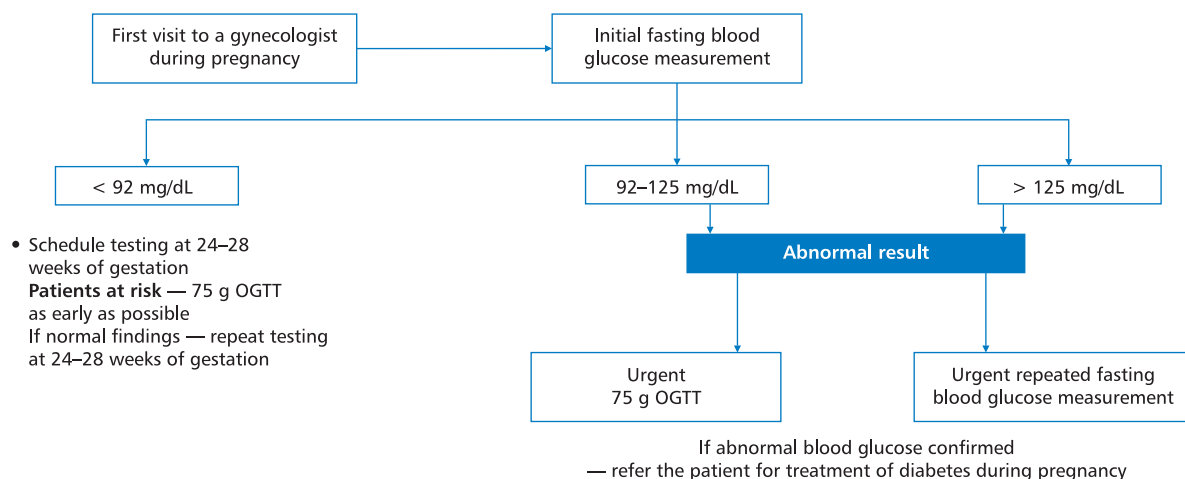 First visit to a gynecologist
during pregnancy
Initial fasting blood
glucose measurement
< 92 mg/dL
92–125 mg/dL
> 125 mg/dL
• Schedule testing at 24–28
weeks of gestation
Patients at risk — 75 g OGTT
as early as possible
If normal findings — repeat testing
at 24–28 weeks of gestation
Abnormal result
Urgent
75 g OGTT
Urgent repeated fasting
blood glucose measurement
If abnormal blood glucose confirmed
— refer the patient for treatment of diabetes during pregnancy